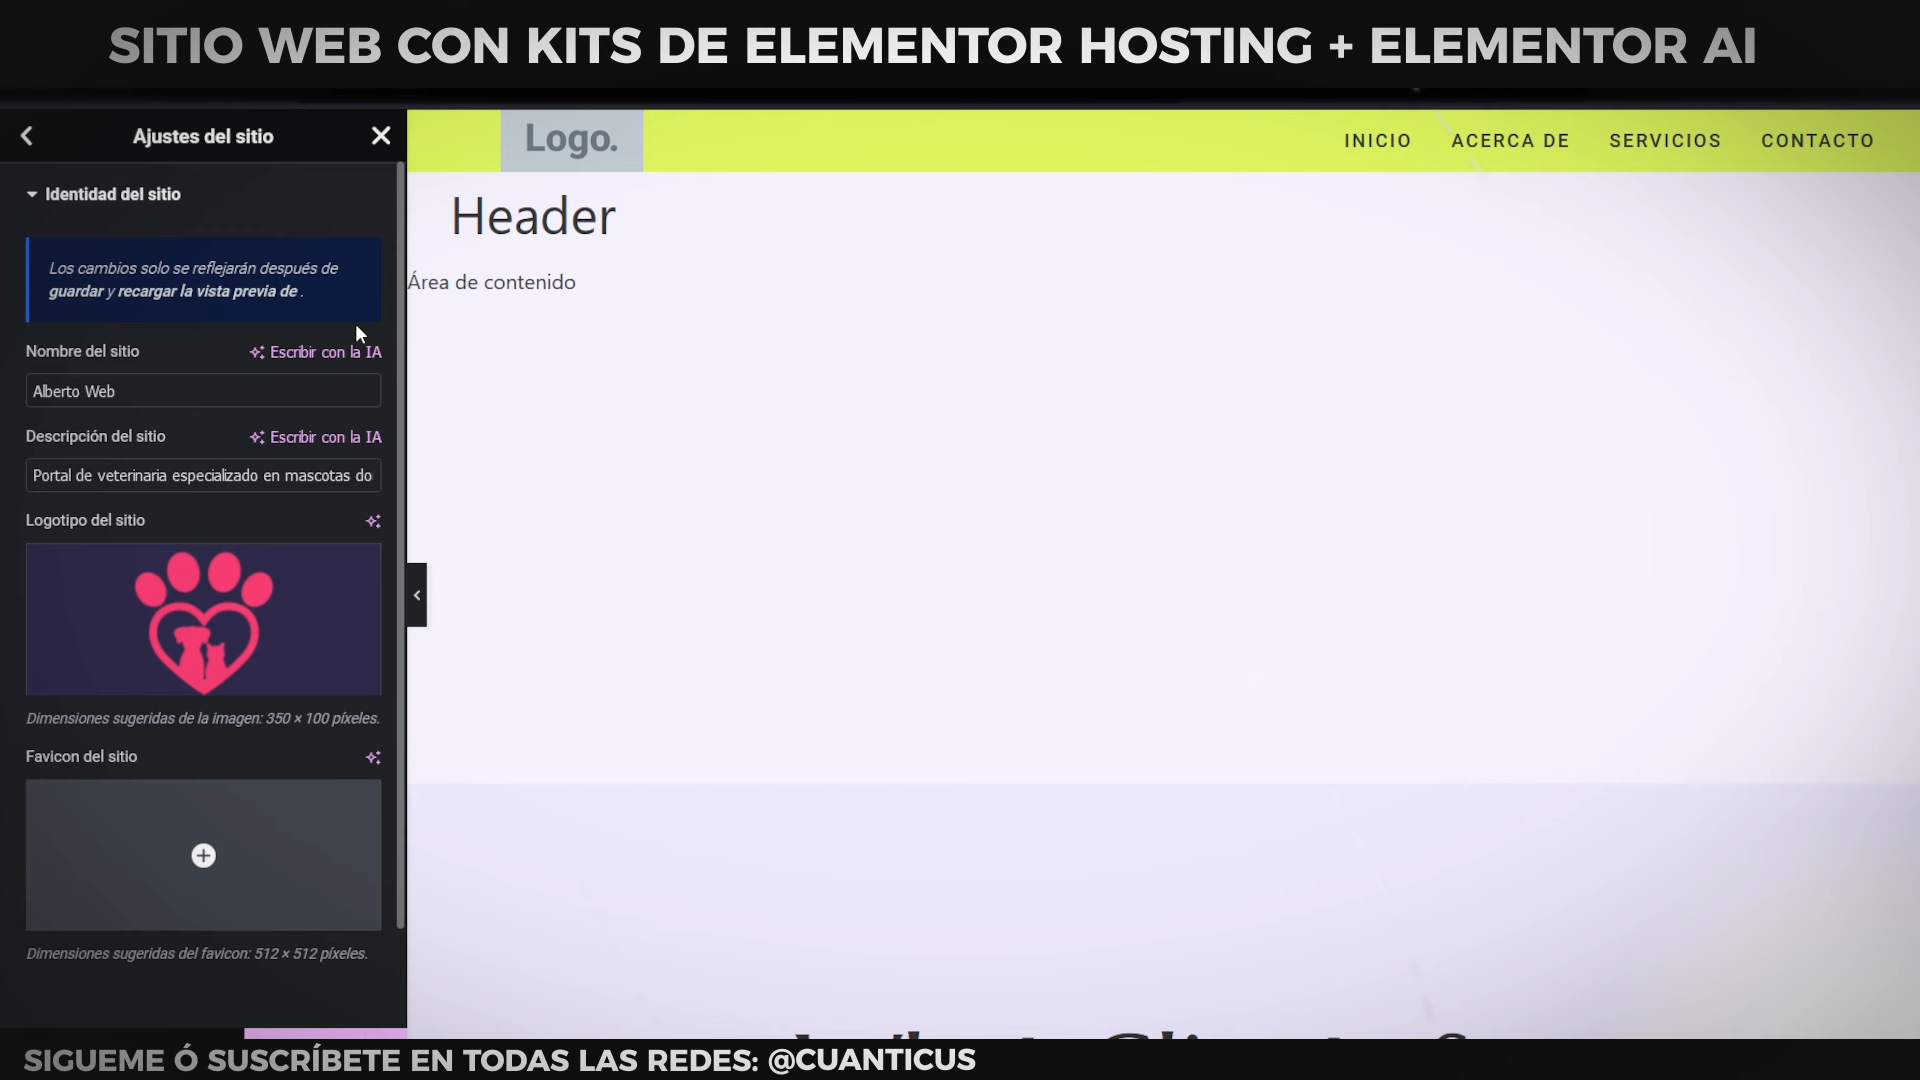 SITIO WEB CON KITS DE ELEMENTOR HOSTING + ELEMENTOR AI
Ajustes del sitio
Identidad del sitio
Los cambios solo se reflejarán después de
guardar y recargar la vista previa de .
Nombre del sitio
Escribir con la IA
Alberto Web
Descripción del sitio
Escribir con la IA
Portal de veterinaria especializado en mascotas do
Logotipo del sitio
Dimensiones sugeridas de la imagen: 350 × 100 píxeles.
Favicon del sitio
Dimensiones sugeridas del favicon: 512 × 512 píxeles.
Logo.
INICIO
ACERCA DE
SERVICIOS
CONTACTO
Header
Área de contenido
SIGUEME Ó SUSCRÍBETE EN TODAS LAS REDES: @CUANTICUS